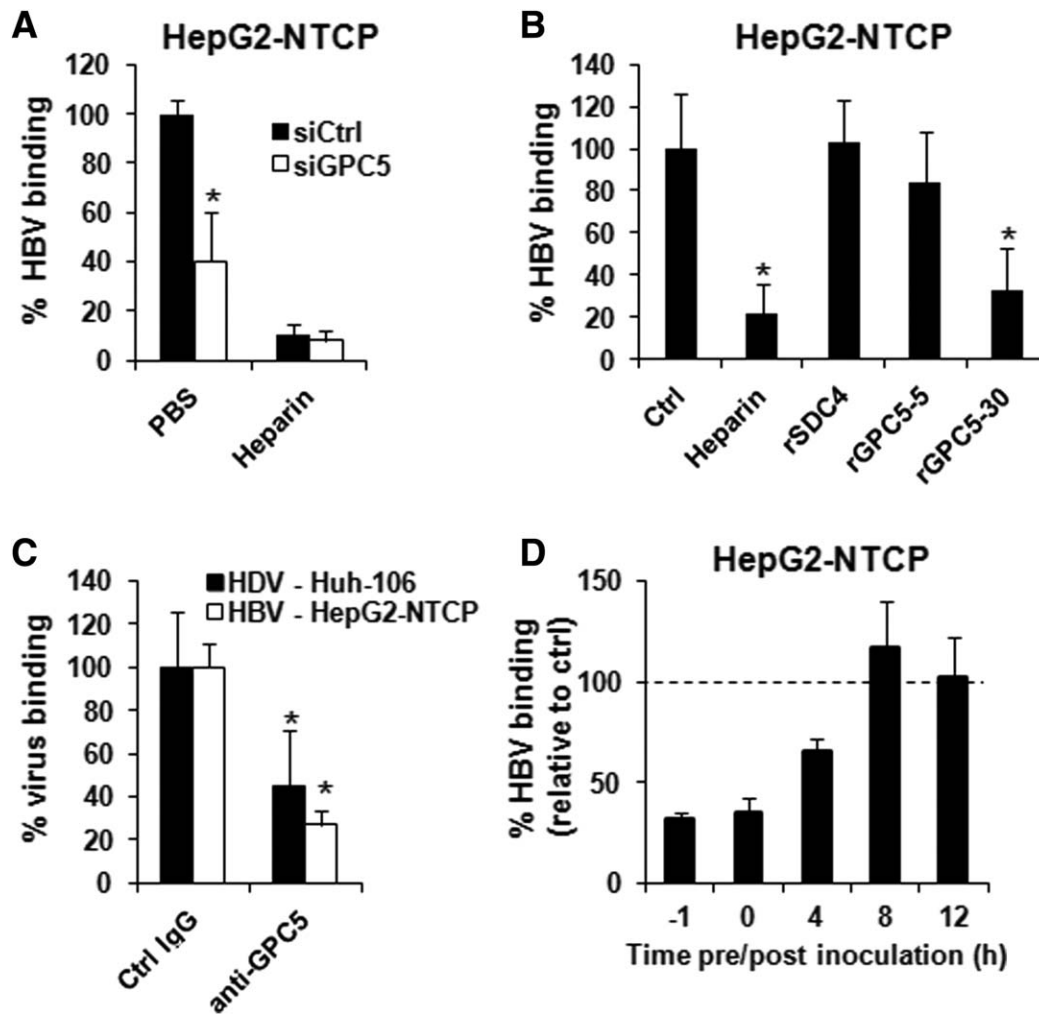 A
HepG2-NTCP
% HBV binding
120
100
80
60
40
20
0
siCtrl
siGPC5
*
PBS
Heparin
B
HepG2-NTCP
% HBV binding
140
120
100
80
60
40
20
0
*
*
Ctrl
Heparin
rSDC4
rGPC5-5
rGPC5-30
C
% virus binding
140
120
100
80
60
40
20
0
HDV - Huh-106
HBV - HepG2-NTCP
*
*
Ctrl IgG
anti-GPC5
D
HepG2-NTCP
% HBV binding
(relative to ctrl)
150
100
50
0
-1 0 4 8 12
Time pre/post inoculation (h)